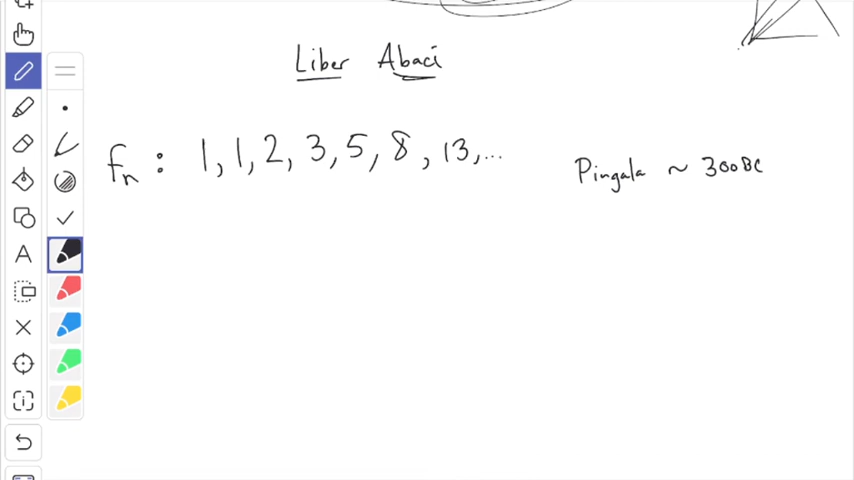 Liber Abaci
fn : 1, 1, 2, 3, 5, 8, 13, ...
Pingala ~ 300BC
A